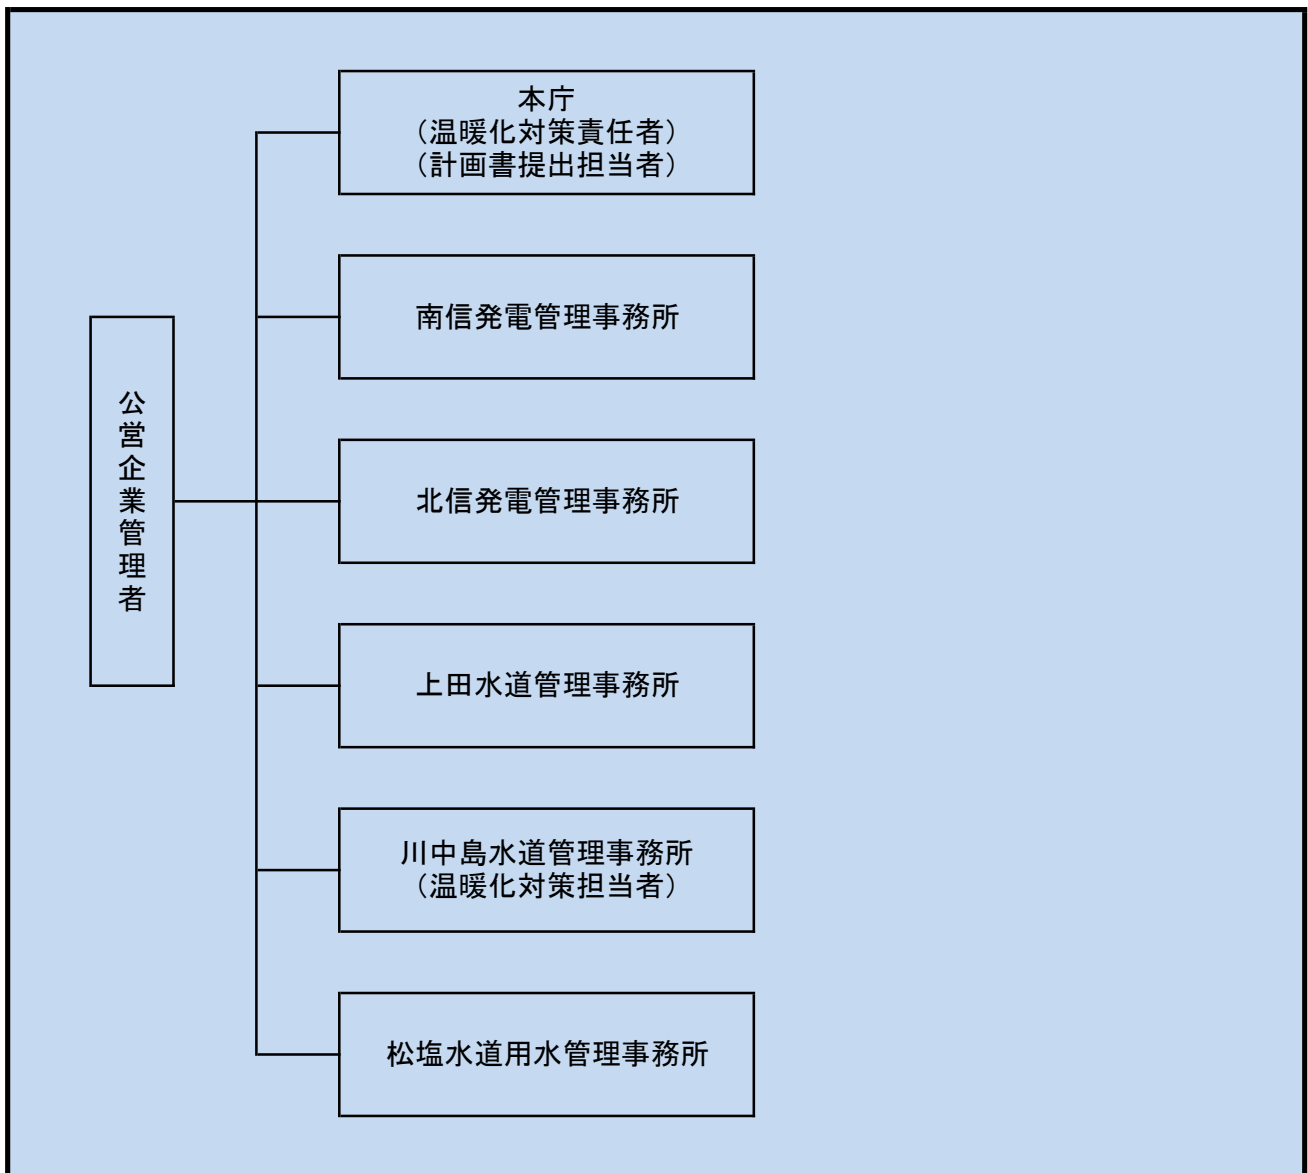 本庁
（温暖化対策責任者）
（計画書提出担当者）
南信発電管理事務所
公営企業管理者
北信発電管理事務所
上田水道管理事務所
川中島水道管理事務所
（温暖化対策担当者）
松塩水道用水管理事務所